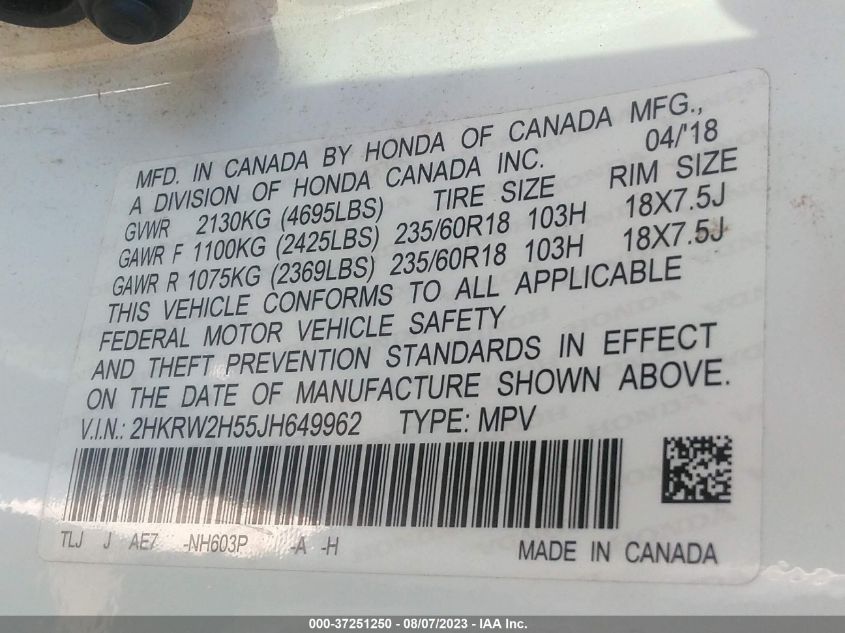 MFD. IN CANADA BY HONDA OF CANADA MFG.,
A DIVISION OF HONDA CANADA INC. 04/'18
GVWR 2130KG (4695LBS) TIRE SIZE RIM SIZE
GAWR F 1100KG (2425LBS) 235/60R18 103H 18X7.5J
GAWR R 1075KG (2369LBS) 235/60R18 103H 18X7.5J
THIS VEHICLE CONFORMS TO ALL APPLICABLE
FEDERAL MOTOR VEHICLE SAFETY
AND THEFT PREVENTION STANDARDS IN EFFECT
ON THE DATE OF MANUFACTURE SHOWN ABOVE.
V.I.N.: 2HKRW2H55JH649962 TYPE: MPV
TLJ J AE7 -NH603P -A -H
MADE IN CANADA
000-37251250 - 08/07/2023 - IAA Inc.